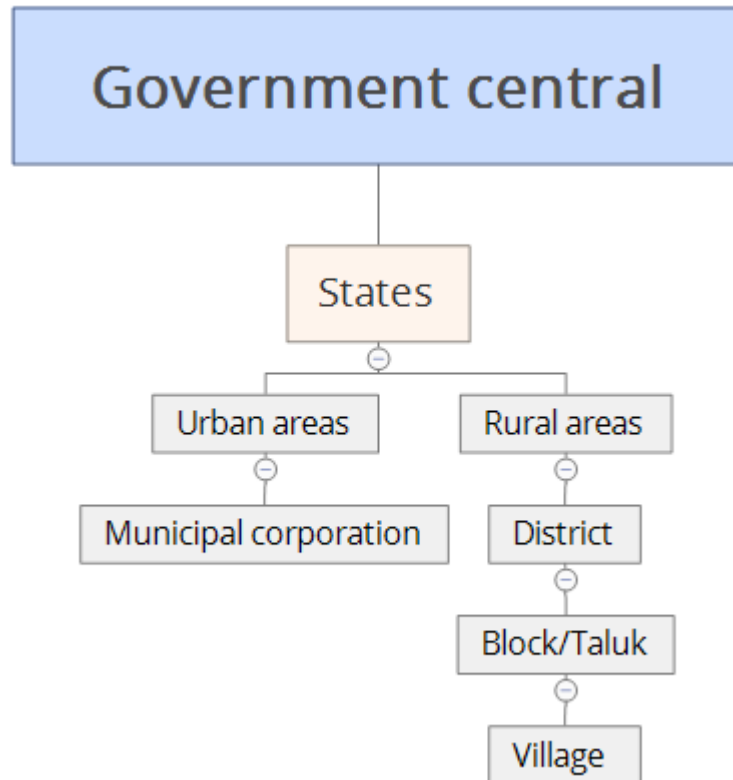 Government central
States
Urban areas
Rural areas
Municipal corporation
District
Block/Taluk
Village